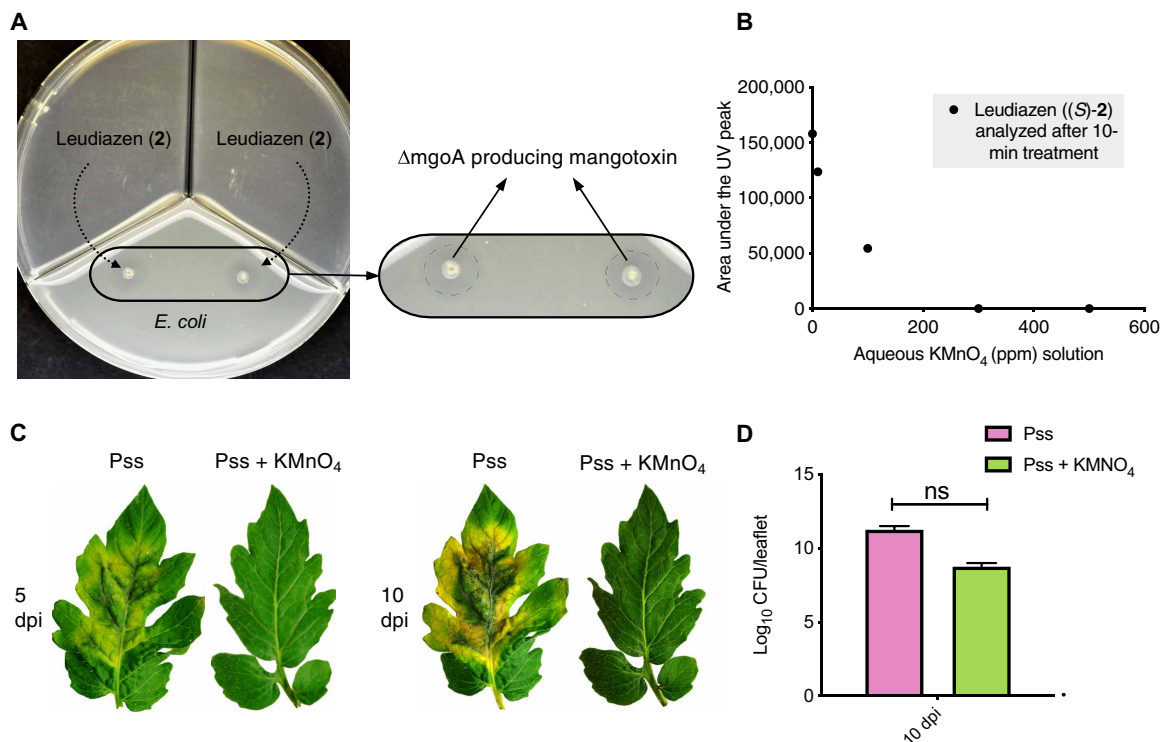 A
Leudiazen (2)
Leudiazen (2)
E. coli
ΔmgoA producing mangotoxin
B
200,000
150,000
100,000
50,000
0
Area under the UV peak
Leudiazen ((S)-2)
analyzed after 10-
min treatment
0
200
400
600
Aqueous KMnO₄ (ppm) solution
C
Pss
Pss + KMnO₄
Pss
Pss + KMnO₄
5
dpi
10
dpi
D
Pss
Pss + KMNO₄
ns
15
10
5
0
Log₁₀ CFU/leaflet
10 dpi